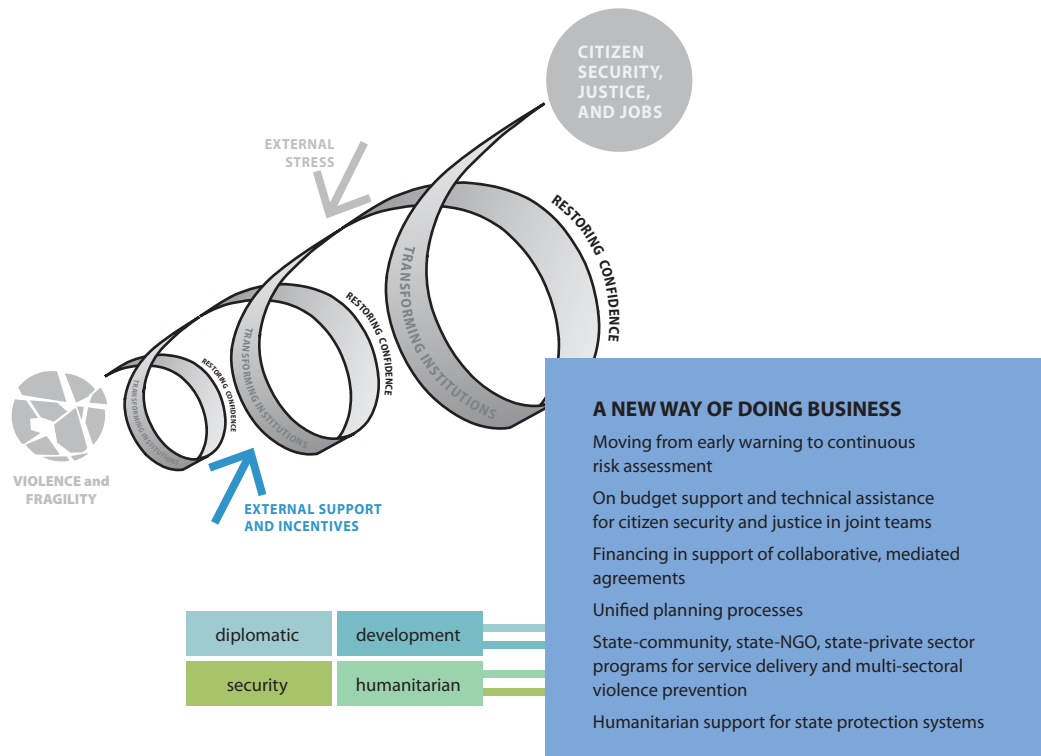 CITIZEN
SECURITY,
JUSTICE,
AND JOBS
EXTERNAL
STRESS
RESTORING CONFIDENCE
TRANSFORMING INSTITUTIONS
RESTORING CONFIDENCE
TRANSFORMING INSTITUTIONS
RESTORING CONFIDENCE
TRANSFORMING INSTITUTIONS
VIOLENCE and
FRAGILITY
EXTERNAL SUPPORT
AND INCENTIVES
diplomatic
development
security
humanitarian
A NEW WAY OF DOING BUSINESS
Moving from early warning to continuous
risk assessment
On budget support and technical assistance
for citizen security and justice in joint teams
Financing in support of collaborative, mediated
agreements
Unified planning processes
State-community, state-NGO, state-private sector
programs for service delivery and multi-sectoral
violence prevention
Humanitarian support for state protection systems